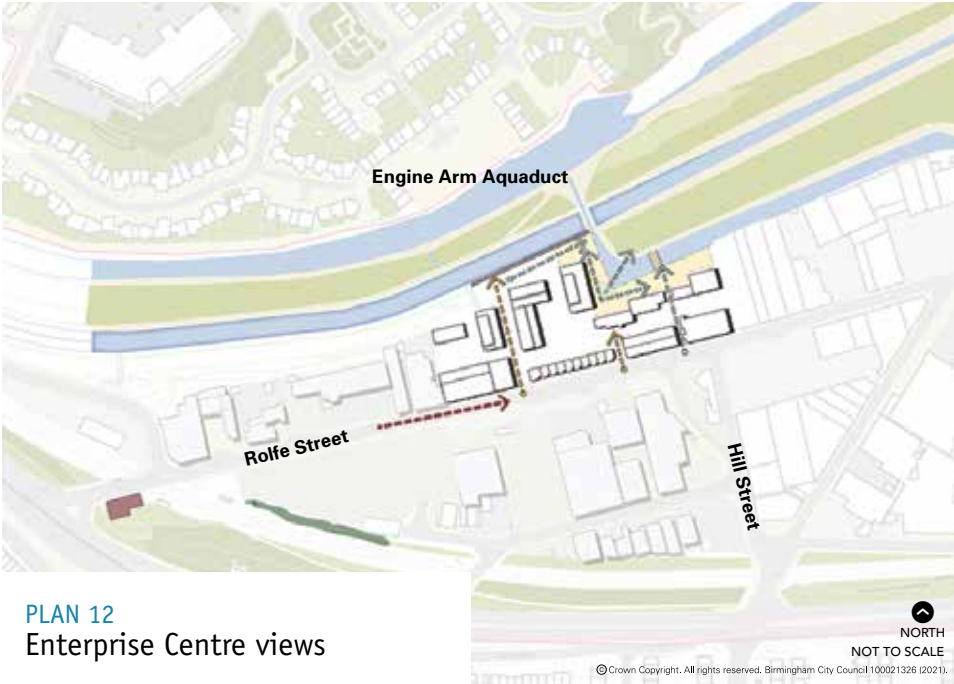 Engine Arm Aquaduct
Rolfe Street
Hill Street
PLAN 12
Enterprise Centre views
NORTH
NOT TO SCALE
© Crown Copyright. All rights reserved. Birmingham City Council 100021326 (2021).